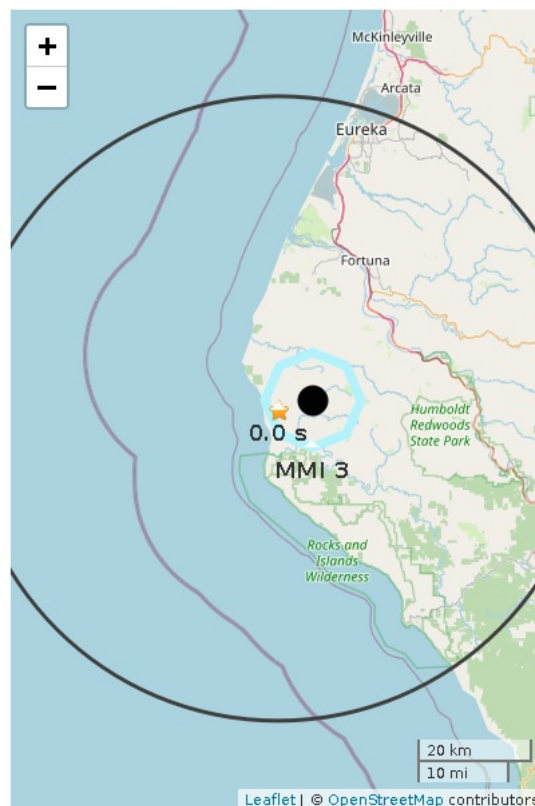 +
McKinleyville
−
Arcata
Eureka
Fortuna
Humboldt
Redwoods
State Park
0.0 s
MMI 3
Rocks and
Islands
Wilderness
20 km
10 mi
Leaflet | © OpenStreetMap contributors